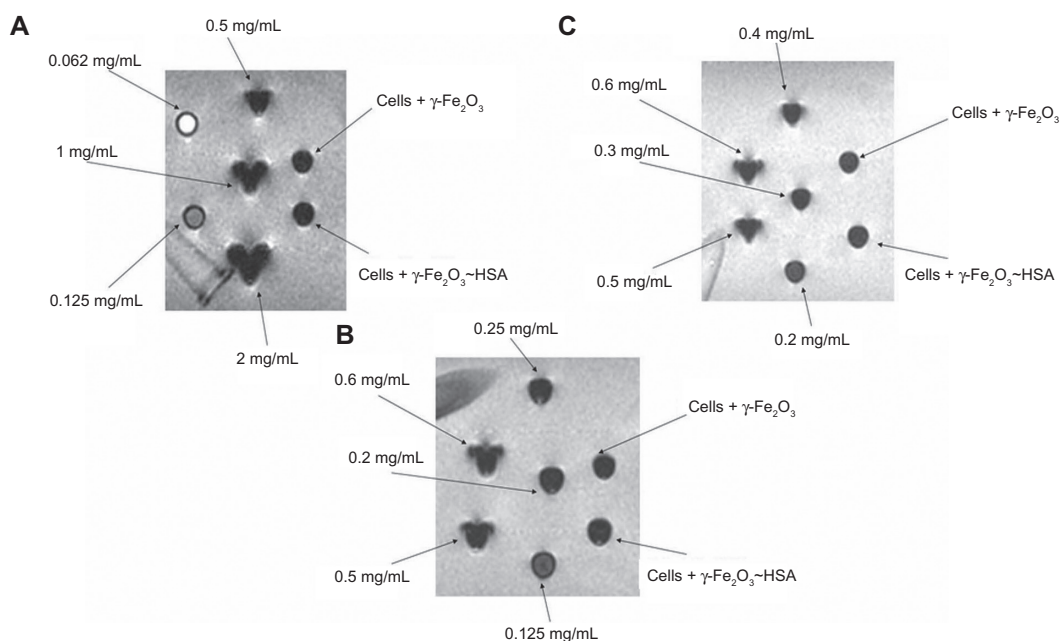 A
0.5 mg/mL
0.062 mg/mL
Cells + γ-Fe₂O₃
1 mg/mL
Cells + γ-Fe₂O₃~HSA
0.125 mg/mL
2 mg/mL
C
0.4 mg/mL
0.6 mg/mL
Cells + γ-Fe₂O₃
0.3 mg/mL
Cells + γ-Fe₂O₃~HSA
0.5 mg/mL
0.2 mg/mL
B
0.25 mg/mL
0.6 mg/mL
Cells + γ-Fe₂O₃
0.2 mg/mL
0.5 mg/mL
Cells + γ-Fe₂O₃~HSA
0.125 mg/mL